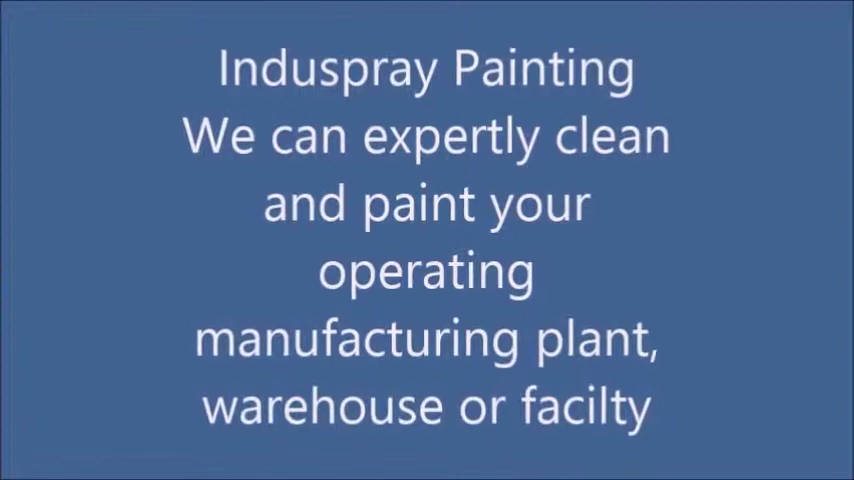 Induspray Painting
We can expertly clean
and paint your
operating
manufacturing plant,
warehouse or facilty